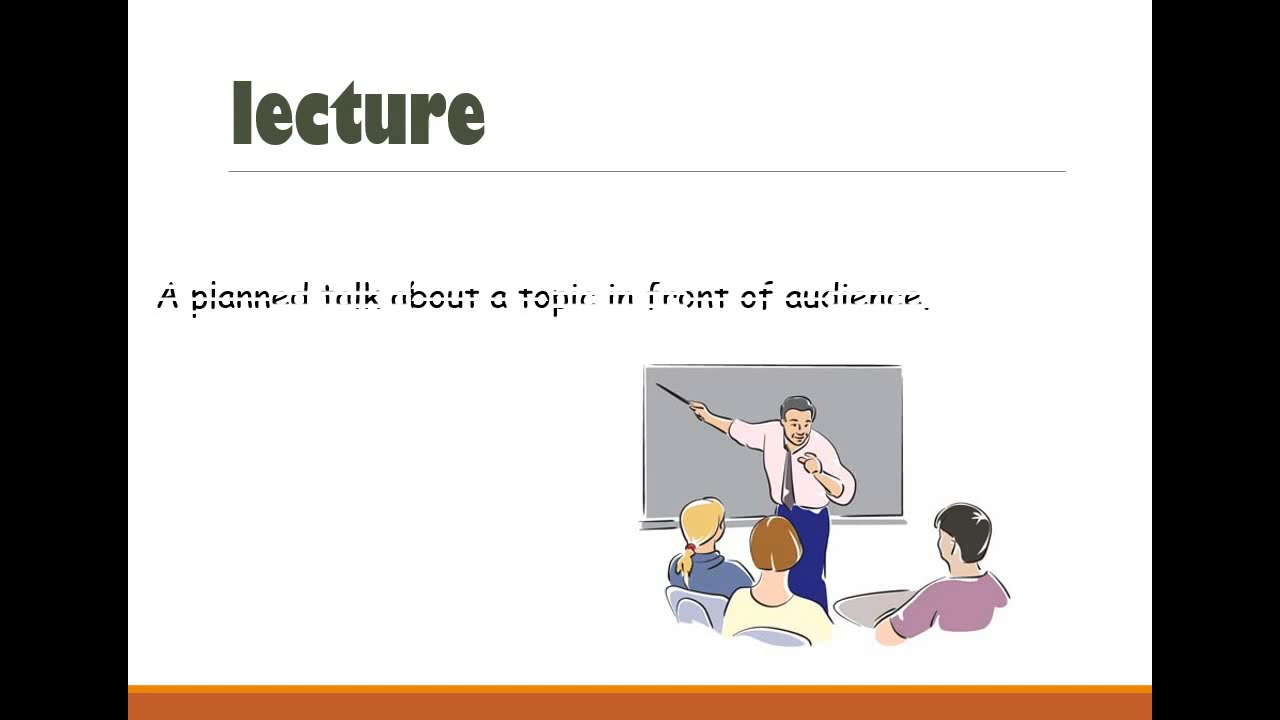 lecture
A planned talk about a topic in front of audience.